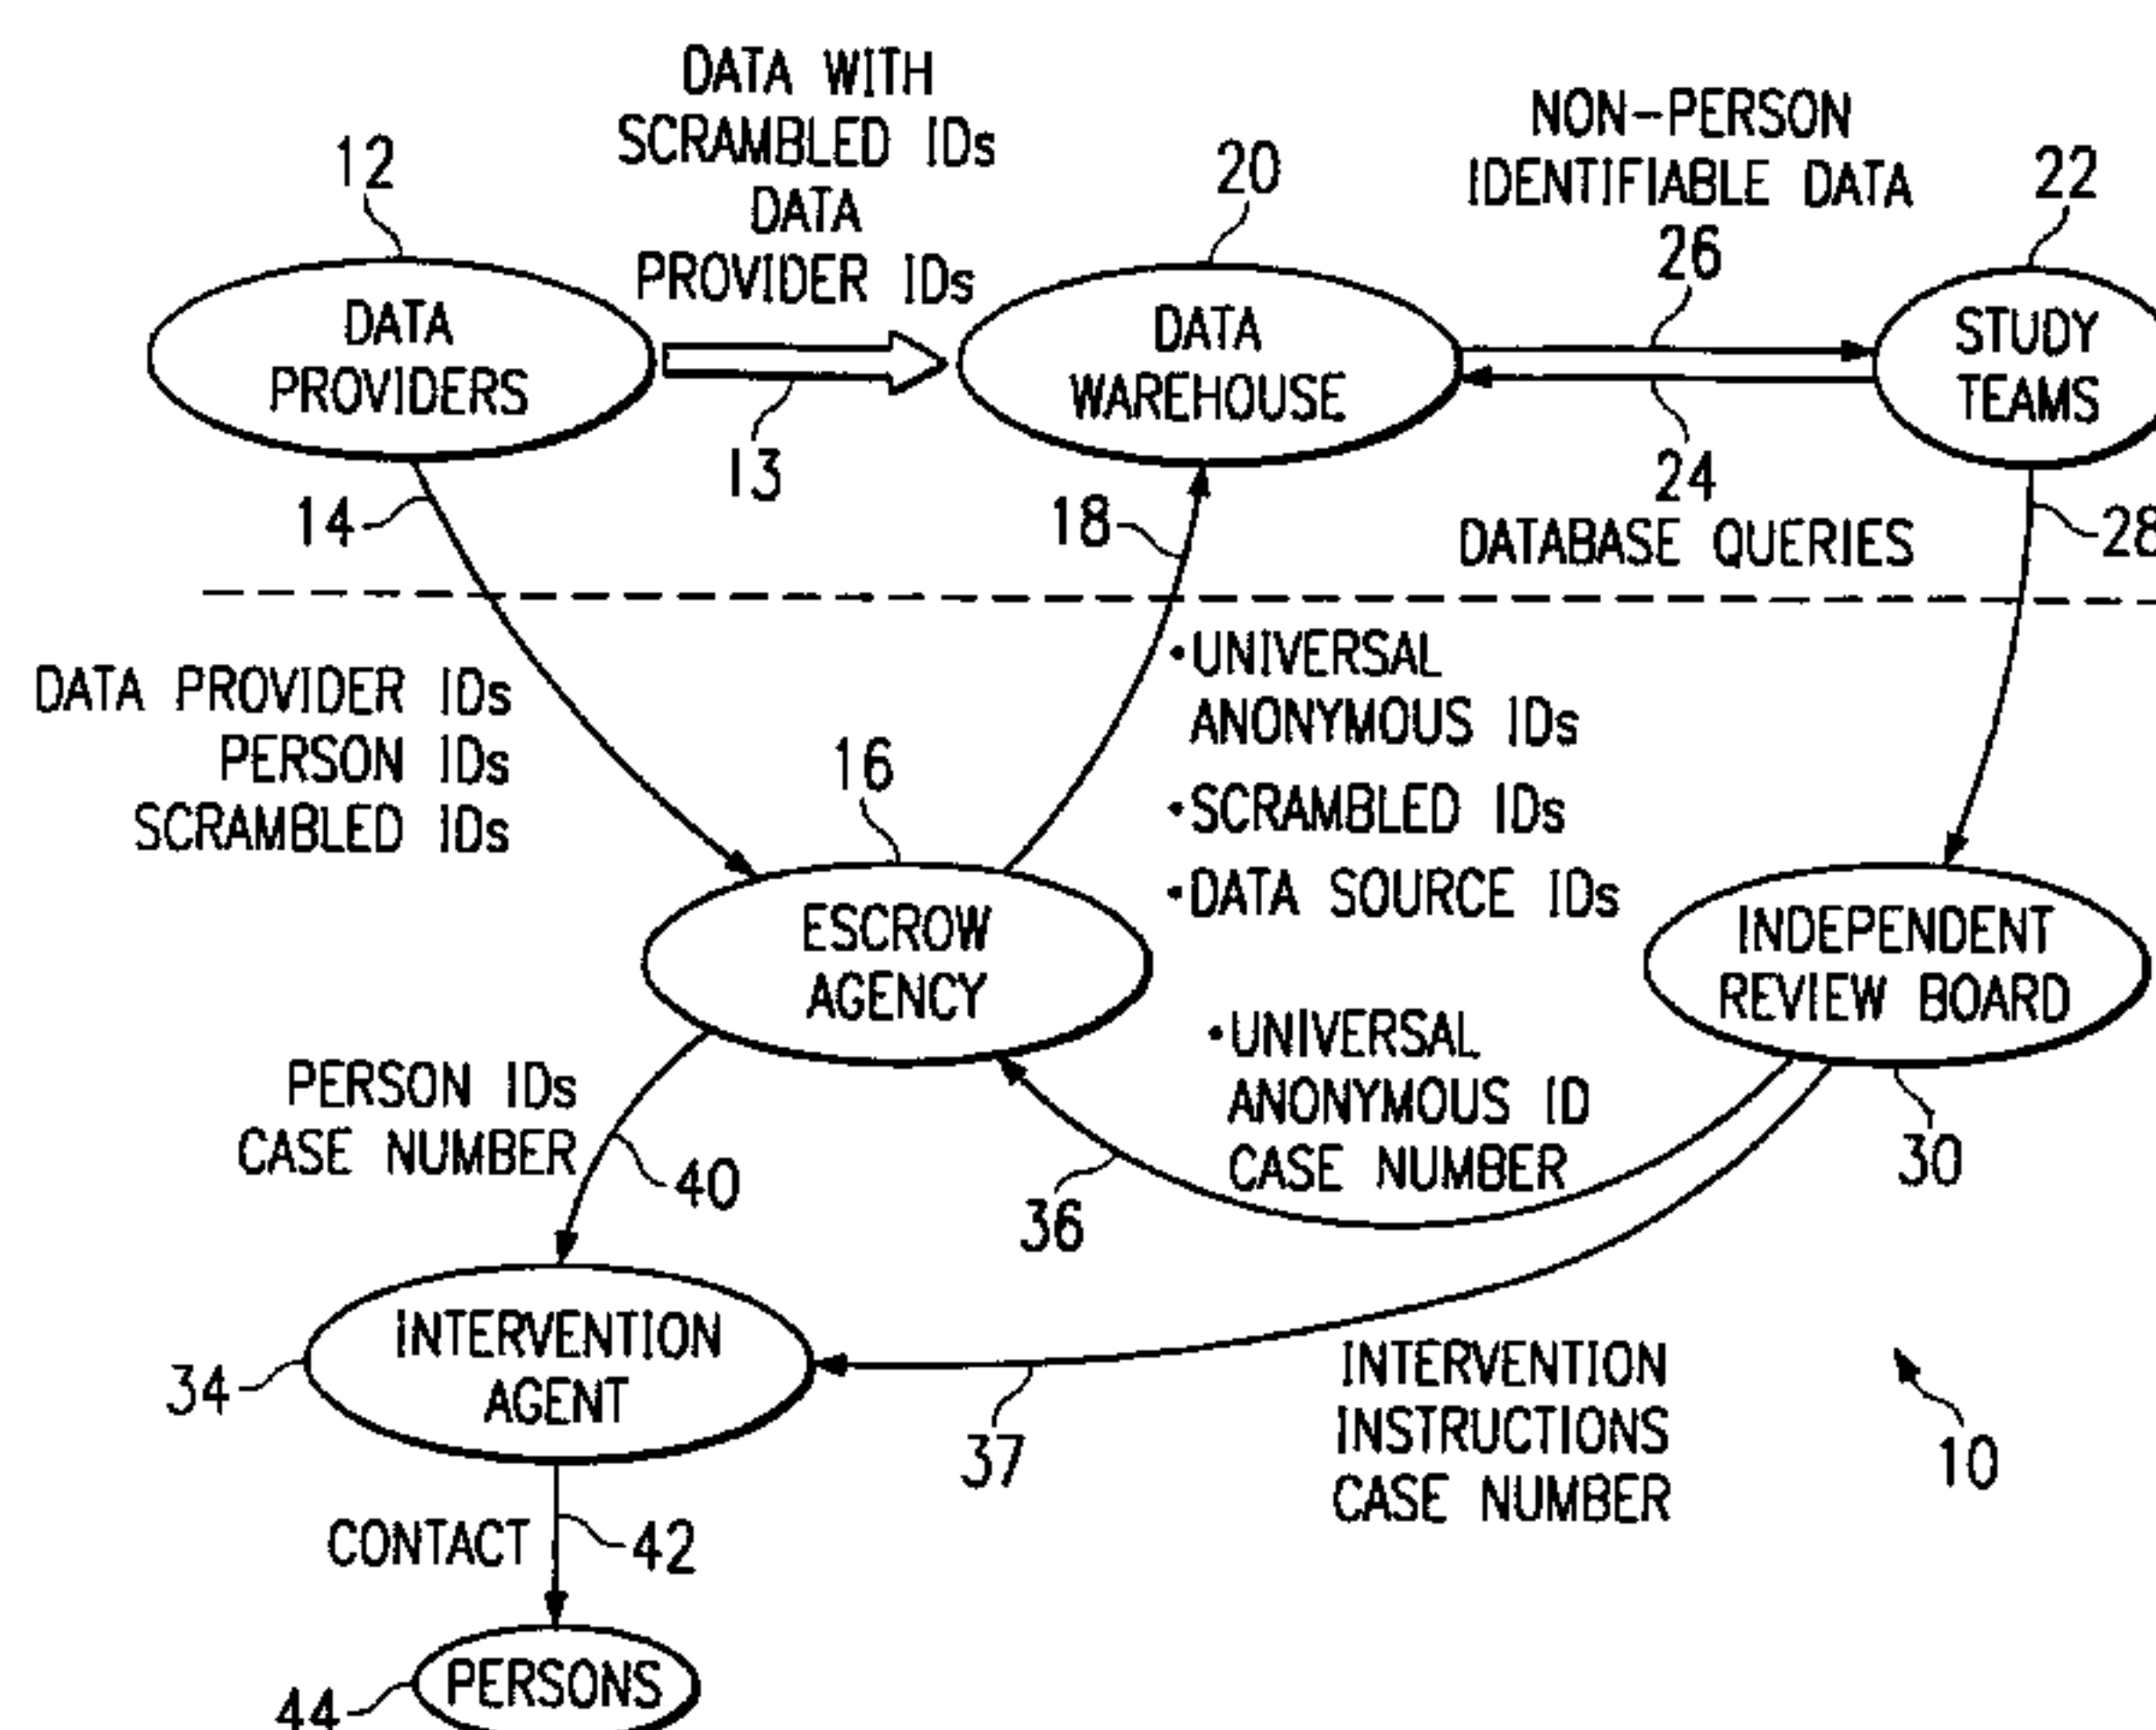 DATA WITH
SCRAMBLED IDs
DATA
PROVIDER IDs
NON-PERSON
IDENTIFIABLE DATA
12
20
26
22
DATA
PROVIDERS
DATA
WAREHOUSE
STUDY
TEAMS
13
24
DATABASE QUERIES
14
18
28
DATA PROVIDER IDs
PERSON IDs
SCRAMBLED IDs
•UNIVERSAL
ANONYMOUS IDs
•SCRAMBLED IDs
•DATA SOURCE IDs
16
ESCROW
AGENCY
INDEPENDENT
REVIEW BOARD
30
PERSON IDs
CASE NUMBER
40
•UNIVERSAL
ANONYMOUS ID
CASE NUMBER
36
INTERVENTION
AGENT
34
37
INTERVENTION
INSTRUCTIONS
CASE NUMBER
10
CONTACT
42
PERSONS
44